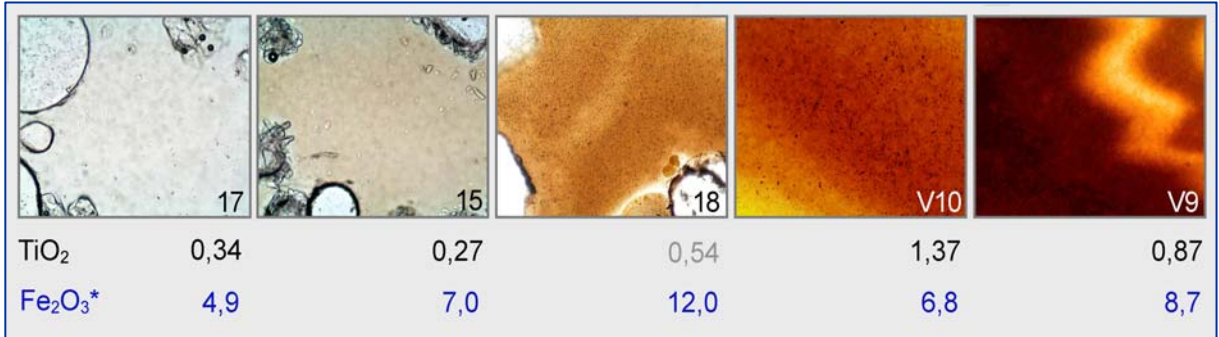 17 15 18 V10 V9
TiO₂ 0,34 0,27 0,54 1,37 0,87
Fe₂O₃* 4,9 7,0 12,0 6,8 8,7